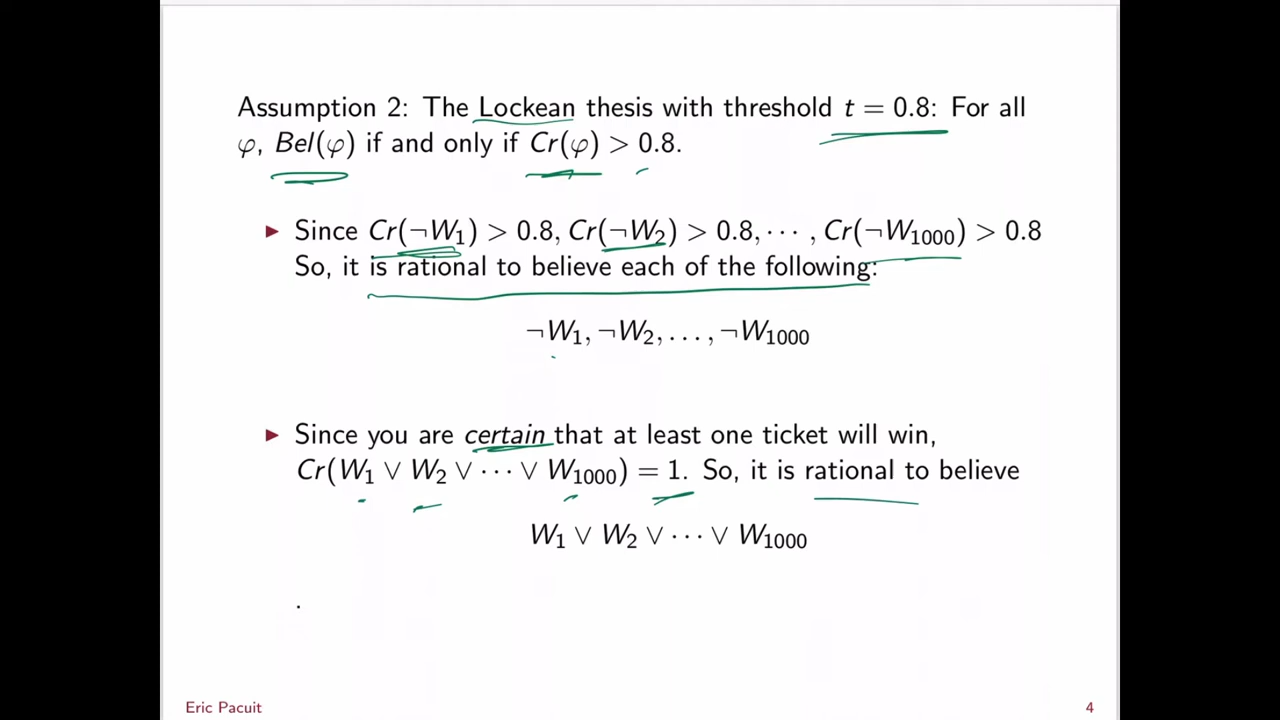 Assumption 2: The Lockean thesis with threshold t = 0.8: For all
φ, Bel(φ) if and only if Cr(φ) > 0.8.
▶ Since Cr(¬W₁) > 0.8, Cr(¬W₂) > 0.8, ⋯ , Cr(¬W₁₀₀₀) > 0.8
So, it is rational to believe each of the following:
¬W₁, ¬W₂, . . . , ¬W₁₀₀₀
▶ Since you are certain that at least one ticket will win,
Cr(W₁ ∨ W₂ ∨ ⋯ ∨ W₁₀₀₀) = 1. So, it is rational to believe
W₁ ∨ W₂ ∨ ⋯ ∨ W₁₀₀₀
.
Eric Pacuit
4